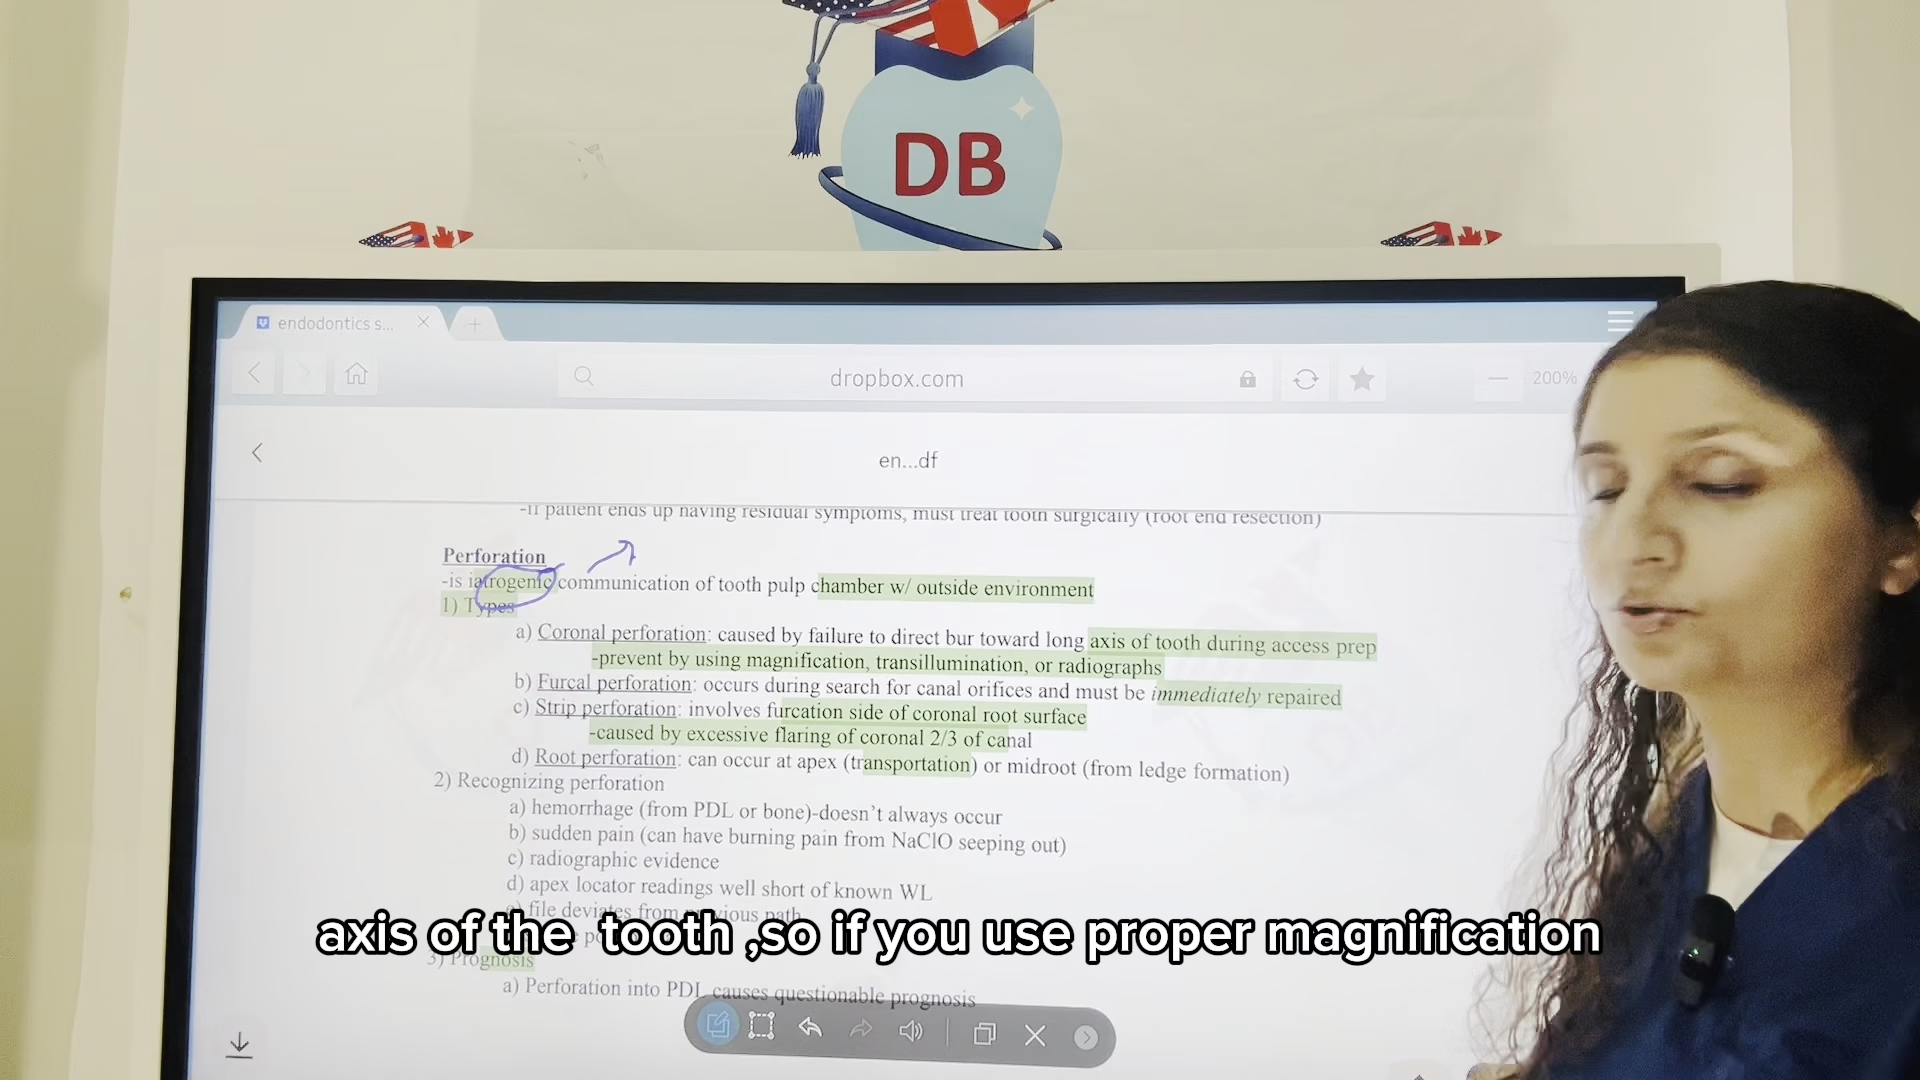 DB
endodontics s...
dropbox.com
200%
en...df
-If patient ends up having residual symptoms, must treat tooth surgically (root end resection)
Perforation
-is iatrogenic communication of tooth pulp chamber w/ outside environment
1) Types
a) Coronal perforation: caused by failure to direct bur toward long axis of tooth during access prep
-prevent by using magnification, transillumination, or radiographs
b) Furcal perforation: occurs during search for canal orifices and must be immediately repaired
c) Strip perforation: involves furcation side of coronal root surface
-caused by excessive flaring of coronal 2/3 of canal
d) Root perforation: can occur at apex (transportation) or midroot (from ledge formation)
2) Recognizing perforation
a) hemorrhage (from PDL or bone)-doesn't always occur
b) sudden pain (can have burning pain from NaClO seeping out)
c) radiographic evidence
d) apex locator readings well short of known WL
file deviates from previous path
axis of the tooth ,so if you use proper magnification
3) Prognosis
a) Perforation into PDL causes questionable prognosis